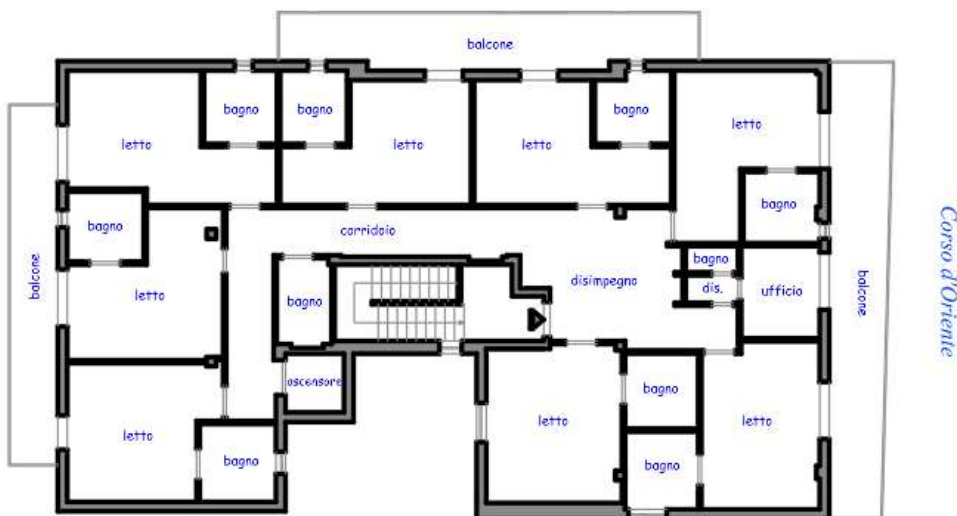 balcone
bagno
bagno
bagno
letto
letto
letto
letto
bagno
bagno
corridoio
balcone
letto
bagno
disimpegno
bagno
dis.
ufficio
balcone
Corso d'Oriente
ascensore
bagno
letto
letto
letto
bagno
bagno